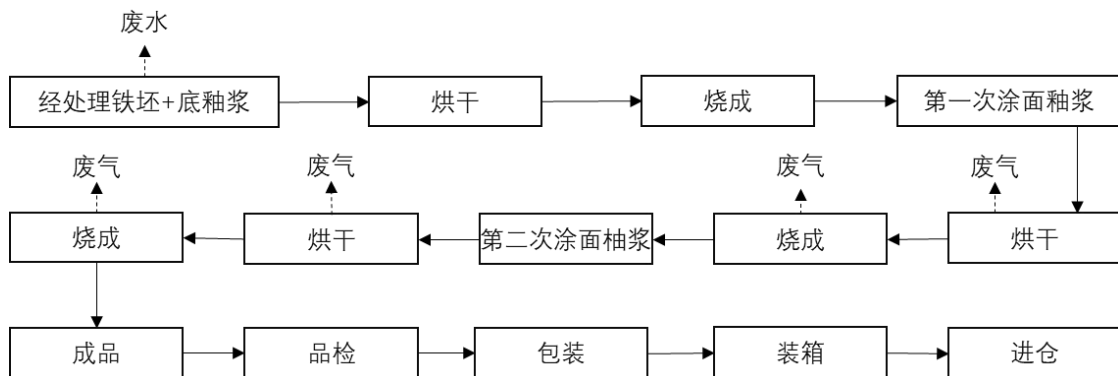 废水
经处理铁坯+底釉浆
烘干
烧成
第一次涂面釉浆
废气
废气
废气
废气
烧成
烘干
第二次涂面柚浆
烧成
烘干
成品
品检
包装
装箱
进仓